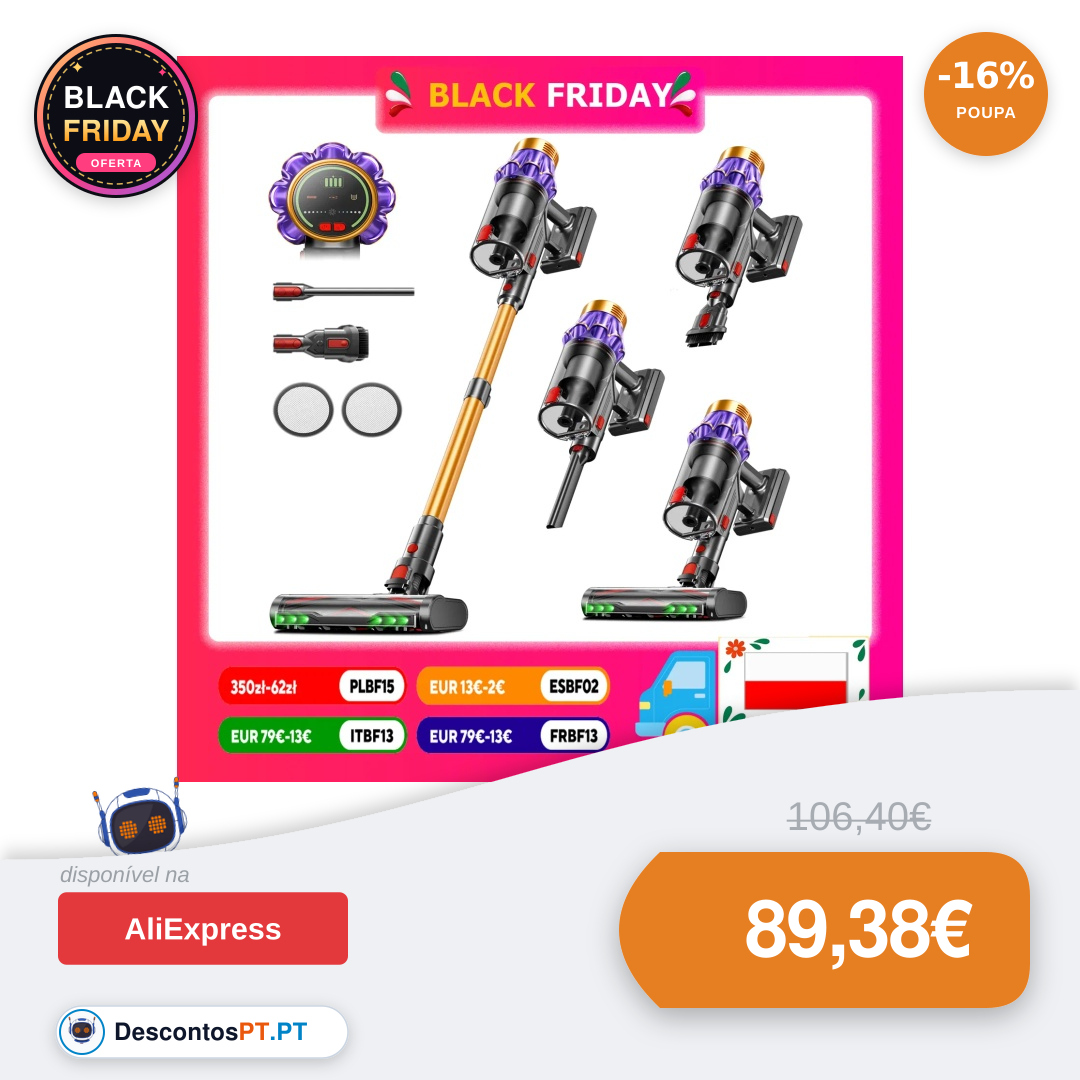 BLACK
FRIDAY
OFERTA
BLACK FRIDAY
-16%
POUPA
350zł-62zł PLBF15
EUR 13€-2€ ESBF02
EUR 79€-13€ ITBF13
EUR 79€-13€ FRBF13
106,40€
89,38€
disponível na
AliExpress
DescontosPT.PT